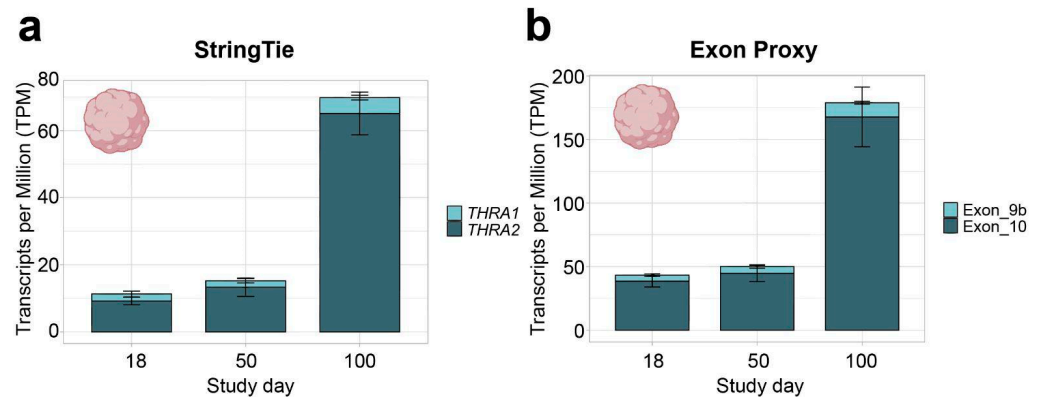 a
StringTie
Transcripts per Million (TPM)
80
60
40
20
0
18 50 100
Study day
THRA1
THRA2
b
Exon Proxy
Transcripts per Million (TPM)
200
150
100
50
0
18 50 100
Study day
Exon_9b
Exon_10